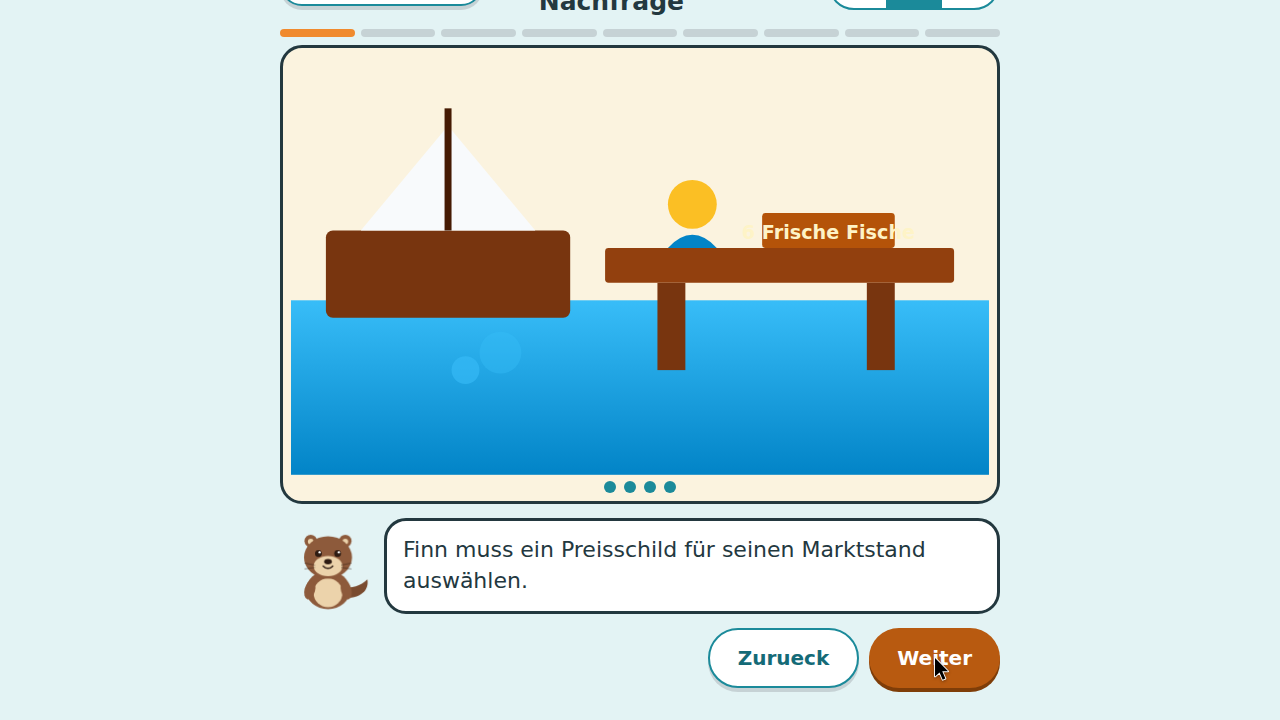 Nachfrage
Frische Fische
Finn muss ein Preisschild für seinen Marktstand
auswählen.
Zurueck
Weiter